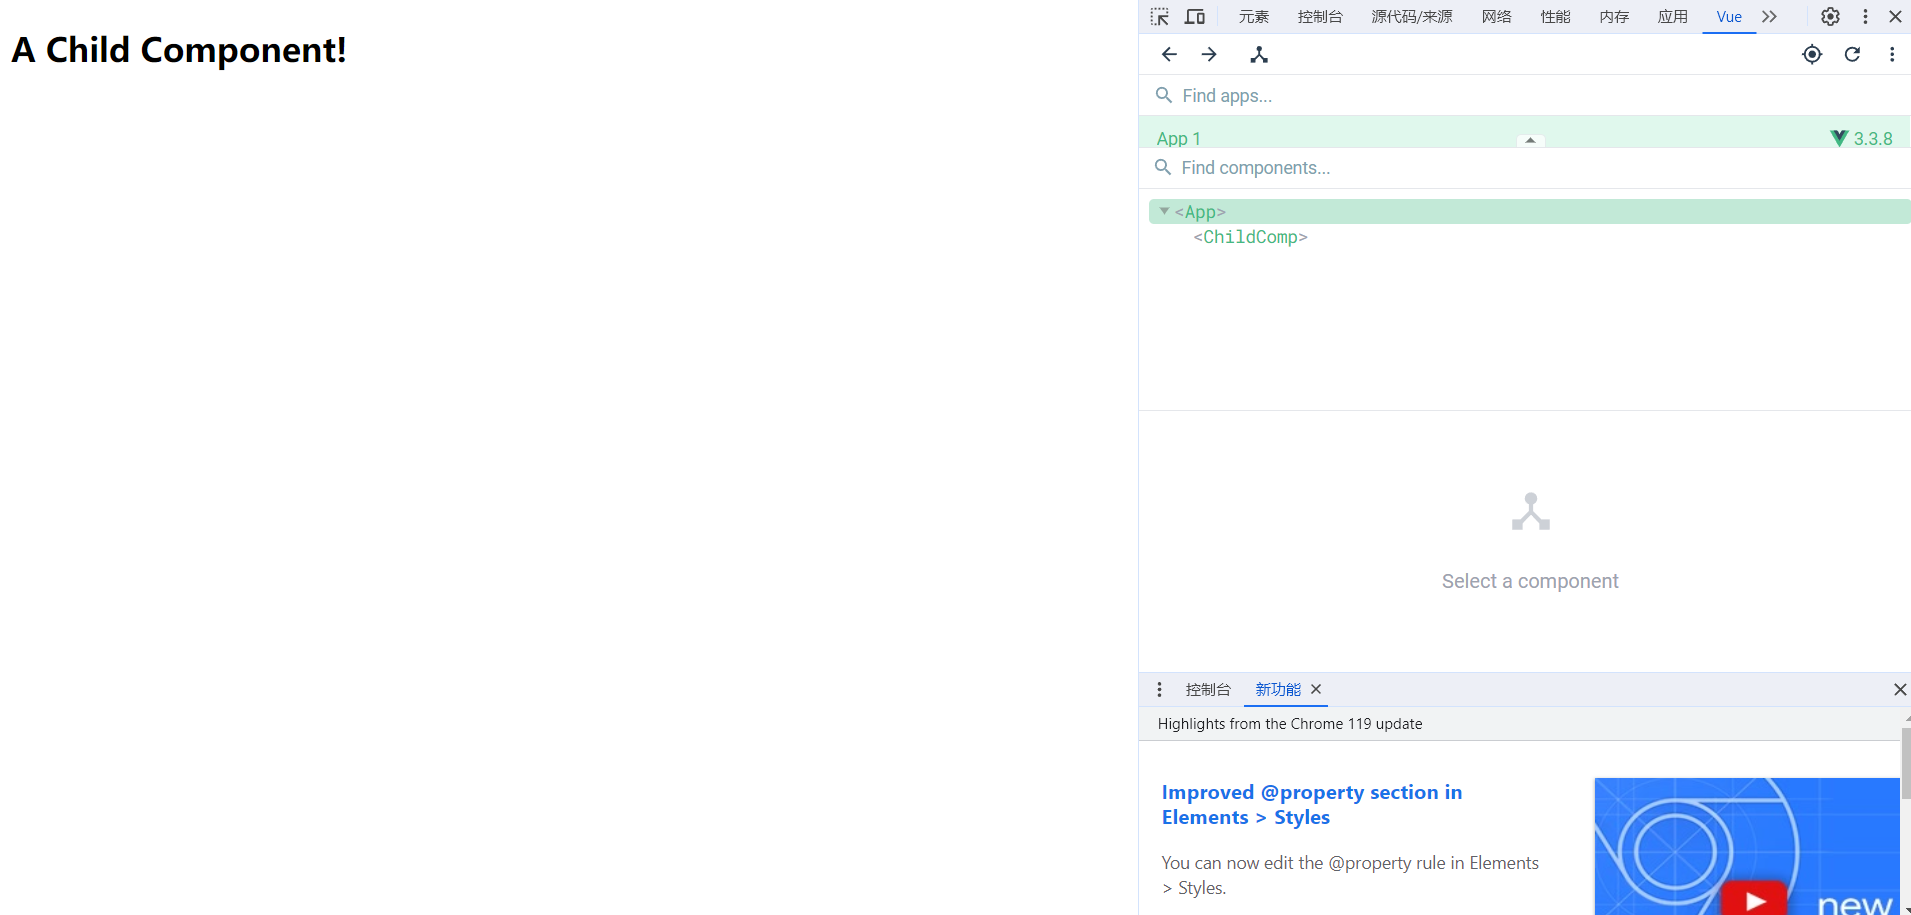 A Child Component!
元素 控制台 源代码/来源 网络 性能 内存 应用 Vue
Find apps...
App 1 3.3.8
Find components...
<App>
<ChildComp>
Select a component
控制台 新功能
Highlights from the Chrome 119 update
Improved @property section in
Elements > Styles
You can now edit the @property rule in Elements
> Styles.
new